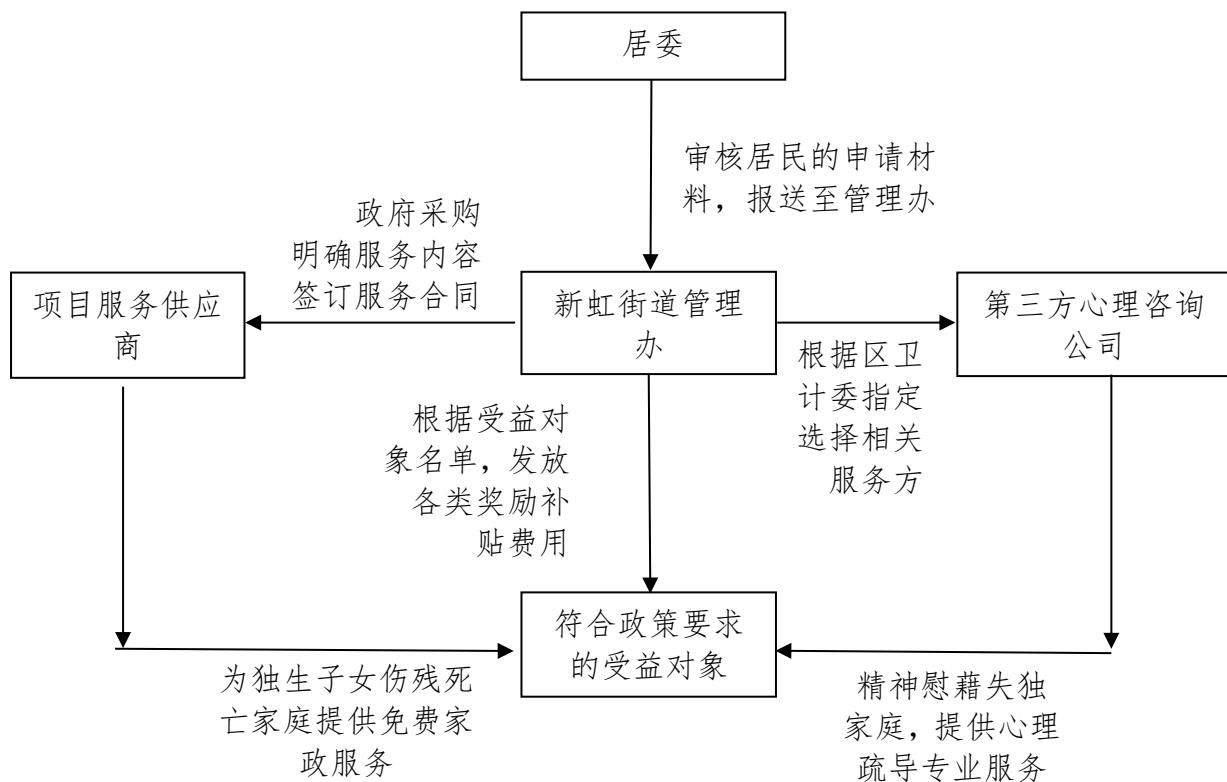 居委
审核居民的申请材
料，报送至管理办
政府采购
明确服务内容
签订服务合同
项目服务供应
商
新虹街道管理
办
第三方心理咨询
公司
根据区卫
计委指定
选择相关
服务方
根据受益对
象名单，发放
各类奖励补
贴费用
符合政策要求
的受益对象
为独生子女伤残死
亡家庭提供免费家
政服务
精神慰藉失独
家庭，提供心理
疏导专业服务